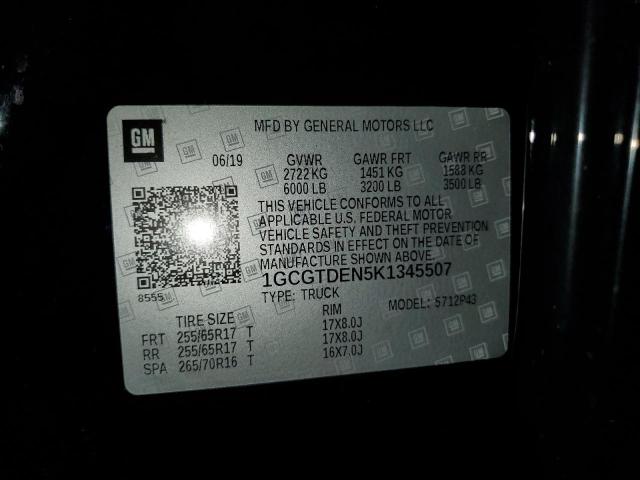 GM
MFD BY GENERAL MOTORS LLC
06/19 GVWR GAWR FRT GAWR RR
2722 KG 1451 KG 1588 KG
6000 LB 3200 LB 3500 LB
THIS VEHICLE CONFORMS TO ALL
APPLICABLE U.S. FEDERAL MOTOR
VEHICLE SAFETY AND THEFT PREVENTION
STANDARDS IN EFFECT ON THE DATE OF
MANUFACTURE SHOWN ABOVE.
1GCGTDEN5K1345507
8555
TYPE: TRUCK MODEL: 5712P43
TIRE SIZE RIM
FRT 255/65R17 T 17X8.0J
RR 255/65R17 T 17X8.0J
SPA 265/70R16 T 16X7.0J